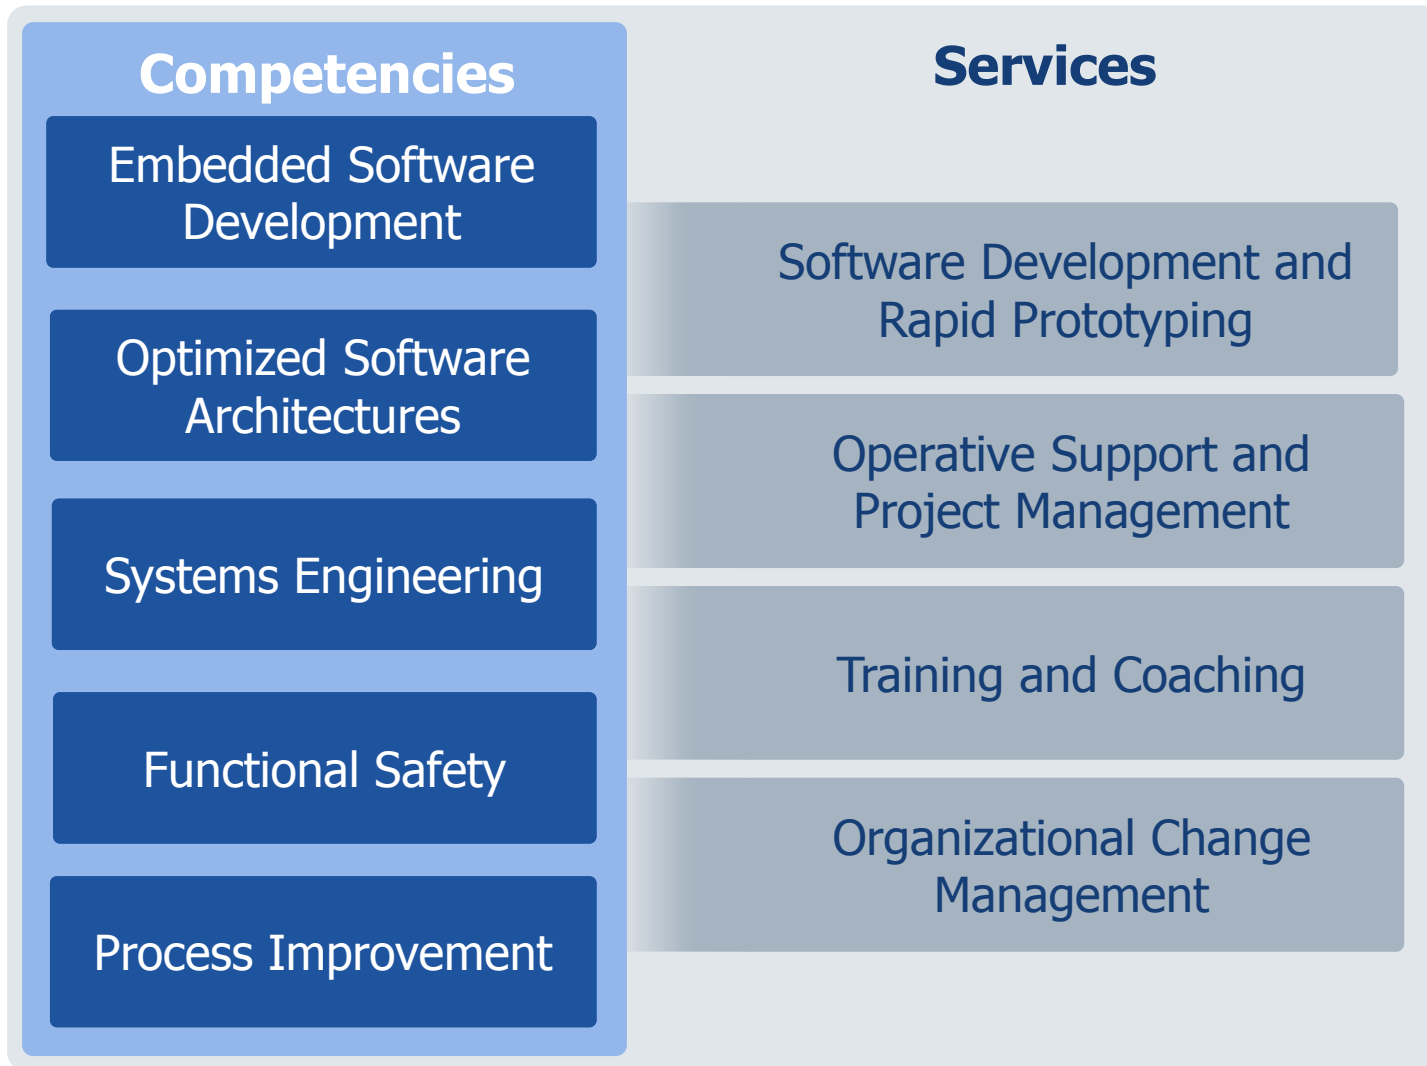 Competencies
Embedded Software
Development
Optimized Software
Architectures
Systems Engineering
Functional Safety
Process Improvement
Services
Software Development and
Rapid Prototyping
Operative Support and
Project Management
Training and Coaching
Organizational Change
Management